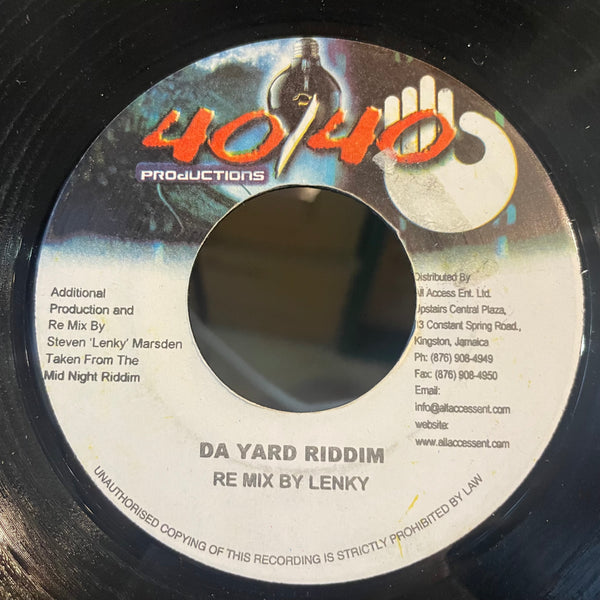 40/40
PRODUCTIONS
Additional
Production and
Re Mix By
Steven 'Lenky' Marsden
Taken From The
Mid Night Riddim
Distributed By
All Access Ent. Ltd.
Upstairs Central Plaza,
13 Constant Spring Road.,
Kingston, Jamaica
Ph: (876) 908-4949
Fax: (876) 908-4950
Email:
info@allaccessent.com
website:
www.allaccessent.com
DA YARD RIDDIM
RE MIX BY LENKY
UNAUTHORISED COPYING OF THIS RECORDING IS STRICTLY PROHIBITED BY LAW